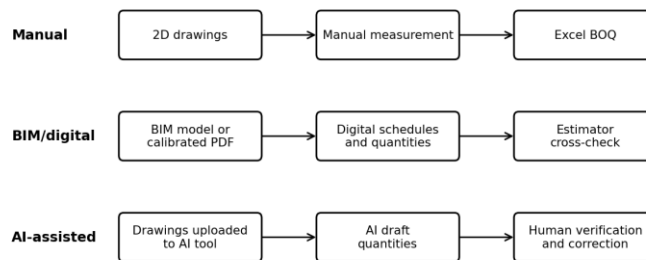 Manual
2D drawings
Manual measurement
Excel BOQ
BIM/digital
BIM model or
calibrated PDF
Digital schedules
and quantities
Estimator
cross-check
AI-assisted
Drawings uploaded
to AI tool
AI draft
quantities
Human verification
and correction